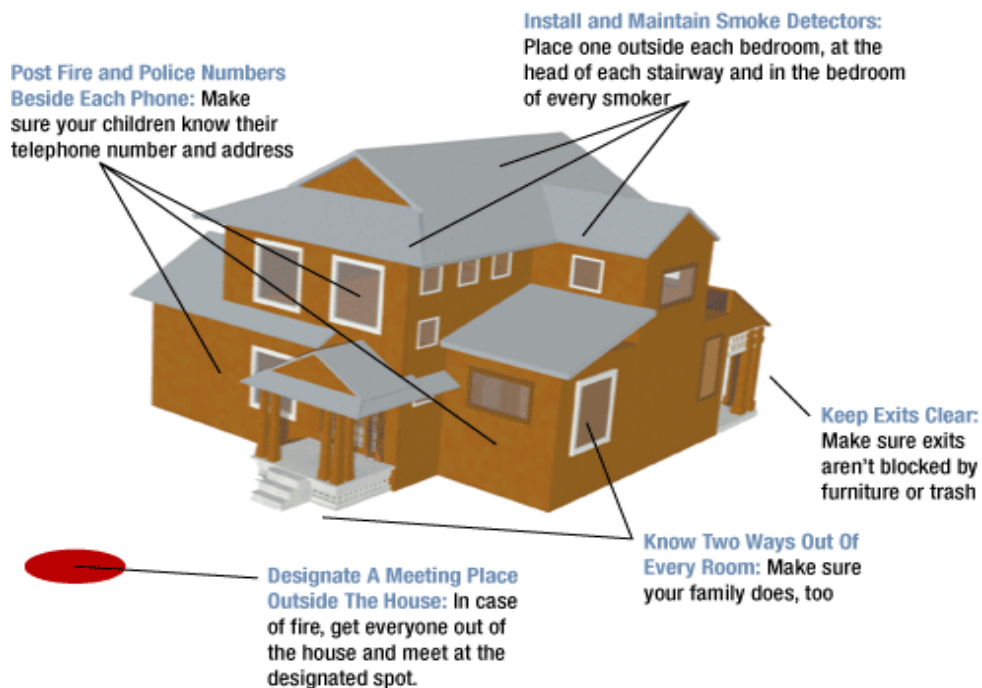 Install and Maintain Smoke Detectors:
Place one outside each bedroom, at the
head of each stairway and in the bedroom
of every smoker
Post Fire and Police Numbers
Beside Each Phone: Make
sure your children know their
telephone number and address
Keep Exits Clear:
Make sure exits
aren't blocked by
furniture or trash
Know Two Ways Out Of
Every Room: Make sure
your family does, too
Designate A Meeting Place
Outside The House: In case
of fire, get everyone out of
the house and meet at the
designated spot.